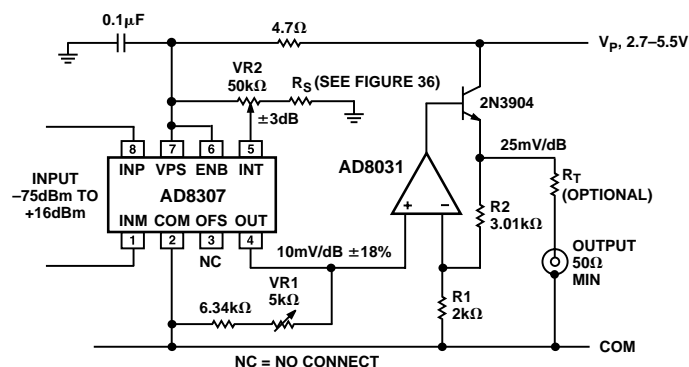 0.1μF
4.7Ω
V_P, 2.7–5.5V
VR2
50kΩ
R_S (SEE FIGURE 36)
±3dB
2N3904
8
7
6
5
INP
VPS
ENB
INT
AD8307
INM
COM
OFS
OUT
1
2
3
4
NC
INPUT
–75dBm TO
+16dBm
AD8031
+
–
25mV/dB
R_T
(OPTIONAL)
R2
3.01kΩ
OUTPUT
50Ω
MIN
10mV/dB ±18%
VR1
5kΩ
6.34kΩ
R1
2kΩ
COM
NC = NO CONNECT